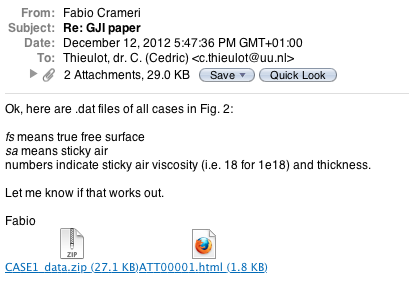 From: Fabio Crameri
Subject: Re: GJI paper
Date: December 12, 2012 5:47:36 PM GMT+01:00
To: Thieulot, dr. C. (Cedric) <c.thieulot@uu.nl>
2 Attachments, 29.0 KB Save Quick Look
Ok, here are .dat files of all cases in Fig. 2:
fs means true free surface
sa means sticky air
numbers indicate sticky air viscosity (i.e. 18 for 1e18) and thickness.
Let me know if that works out.
Fabio
ZIP
CASE1_data.zip (27.1 KB)ATT00001.html (1.8 KB)